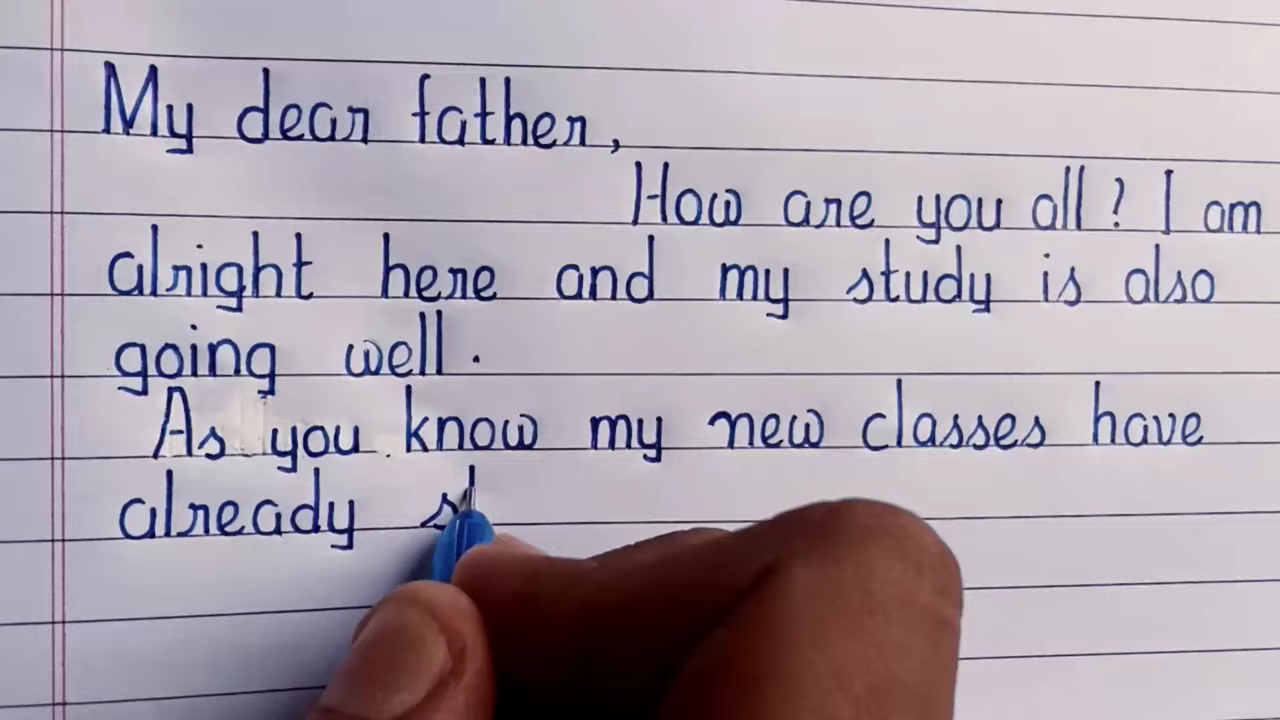 My dear father,
How are you all? I am
alright here and my study is also
going well.
As you know my new classes have
already